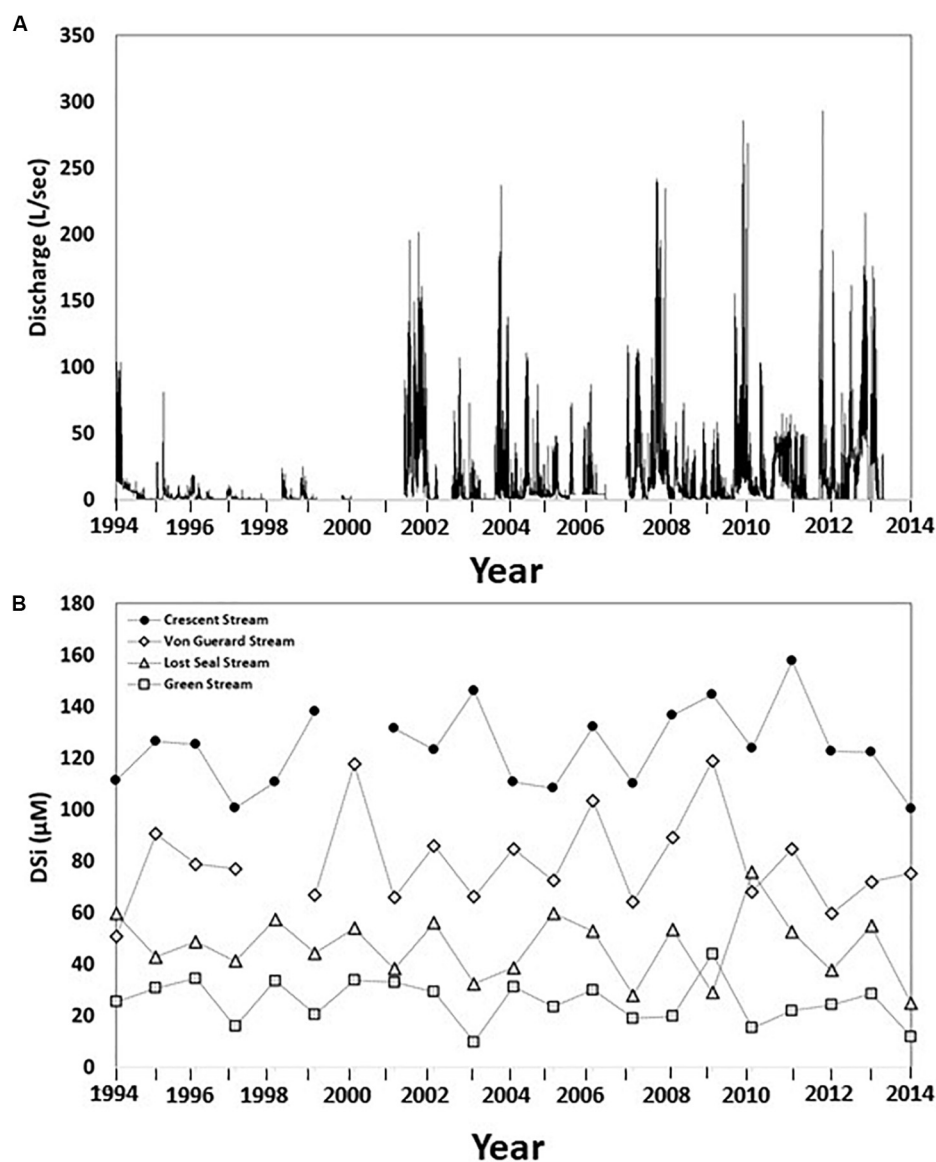 A
350
300
250
200
150
100
50
0
Discharge (L/sec)
1994 1996 1998 2000 2002 2004 2006 2008 2010 2012 2014
Year
B
180
160
140
120
100
80
60
40
20
0
DSi (µM)
Crescent Stream
Von Guerard Stream
Lost Seal Stream
Green Stream
1994 1996 1998 2000 2002 2004 2006 2008 2010 2012 2014
Year